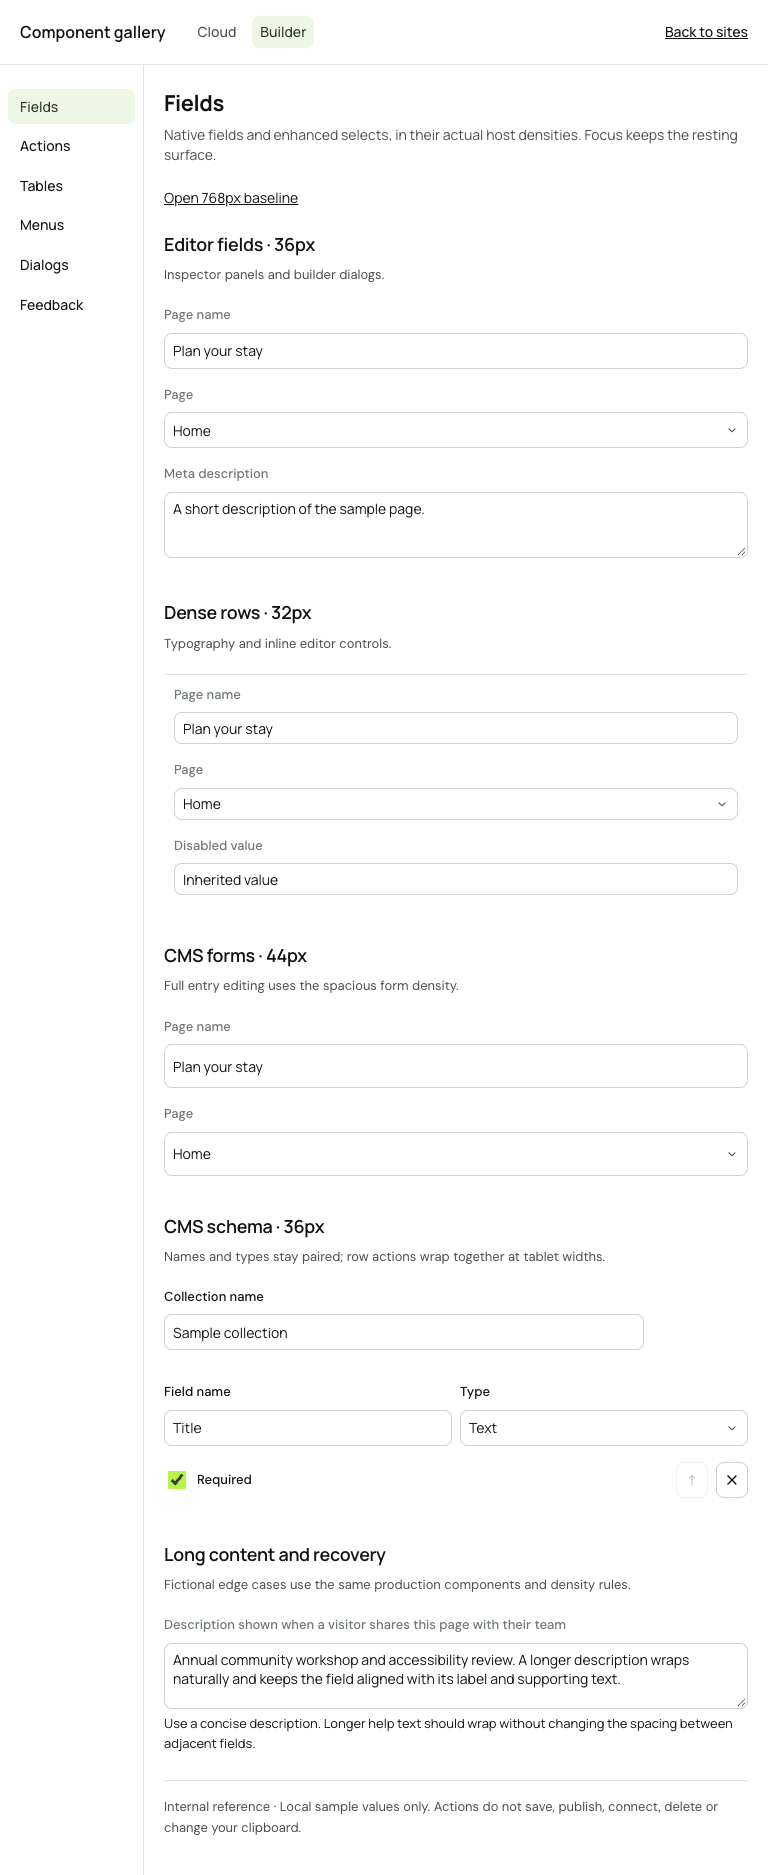 Component gallery
Cloud
Builder
Back to sites
Fields
Actions
Tables
Menus
Dialogs
Feedback
Fields
Native fields and enhanced selects, in their actual host densities. Focus keeps the resting
surface.
Open 768px baseline
Editor fields · 36px
Inspector panels and builder dialogs.
Page name
Plan your stay
Page
Home
Meta description
A short description of the sample page.
Dense rows · 32px
Typography and inline editor controls.
Page name
Plan your stay
Page
Home
Disabled value
Inherited value
CMS forms · 44px
Full entry editing uses the spacious form density.
Page name
Plan your stay
Page
Home
CMS schema · 36px
Names and types stay paired; row actions wrap together at tablet widths.
Collection name
Sample collection
Field name
Type
Title
Text
Required
Long content and recovery
Fictional edge cases use the same production components and density rules.
Description shown when a visitor shares this page with their team
Annual community workshop and accessibility review. A longer description wraps
naturally and keeps the field aligned with its label and supporting text.
Use a concise description. Longer help text should wrap without changing the spacing between
adjacent fields.
Internal reference · Local sample values only. Actions do not save, publish, connect, delete or
change your clipboard.